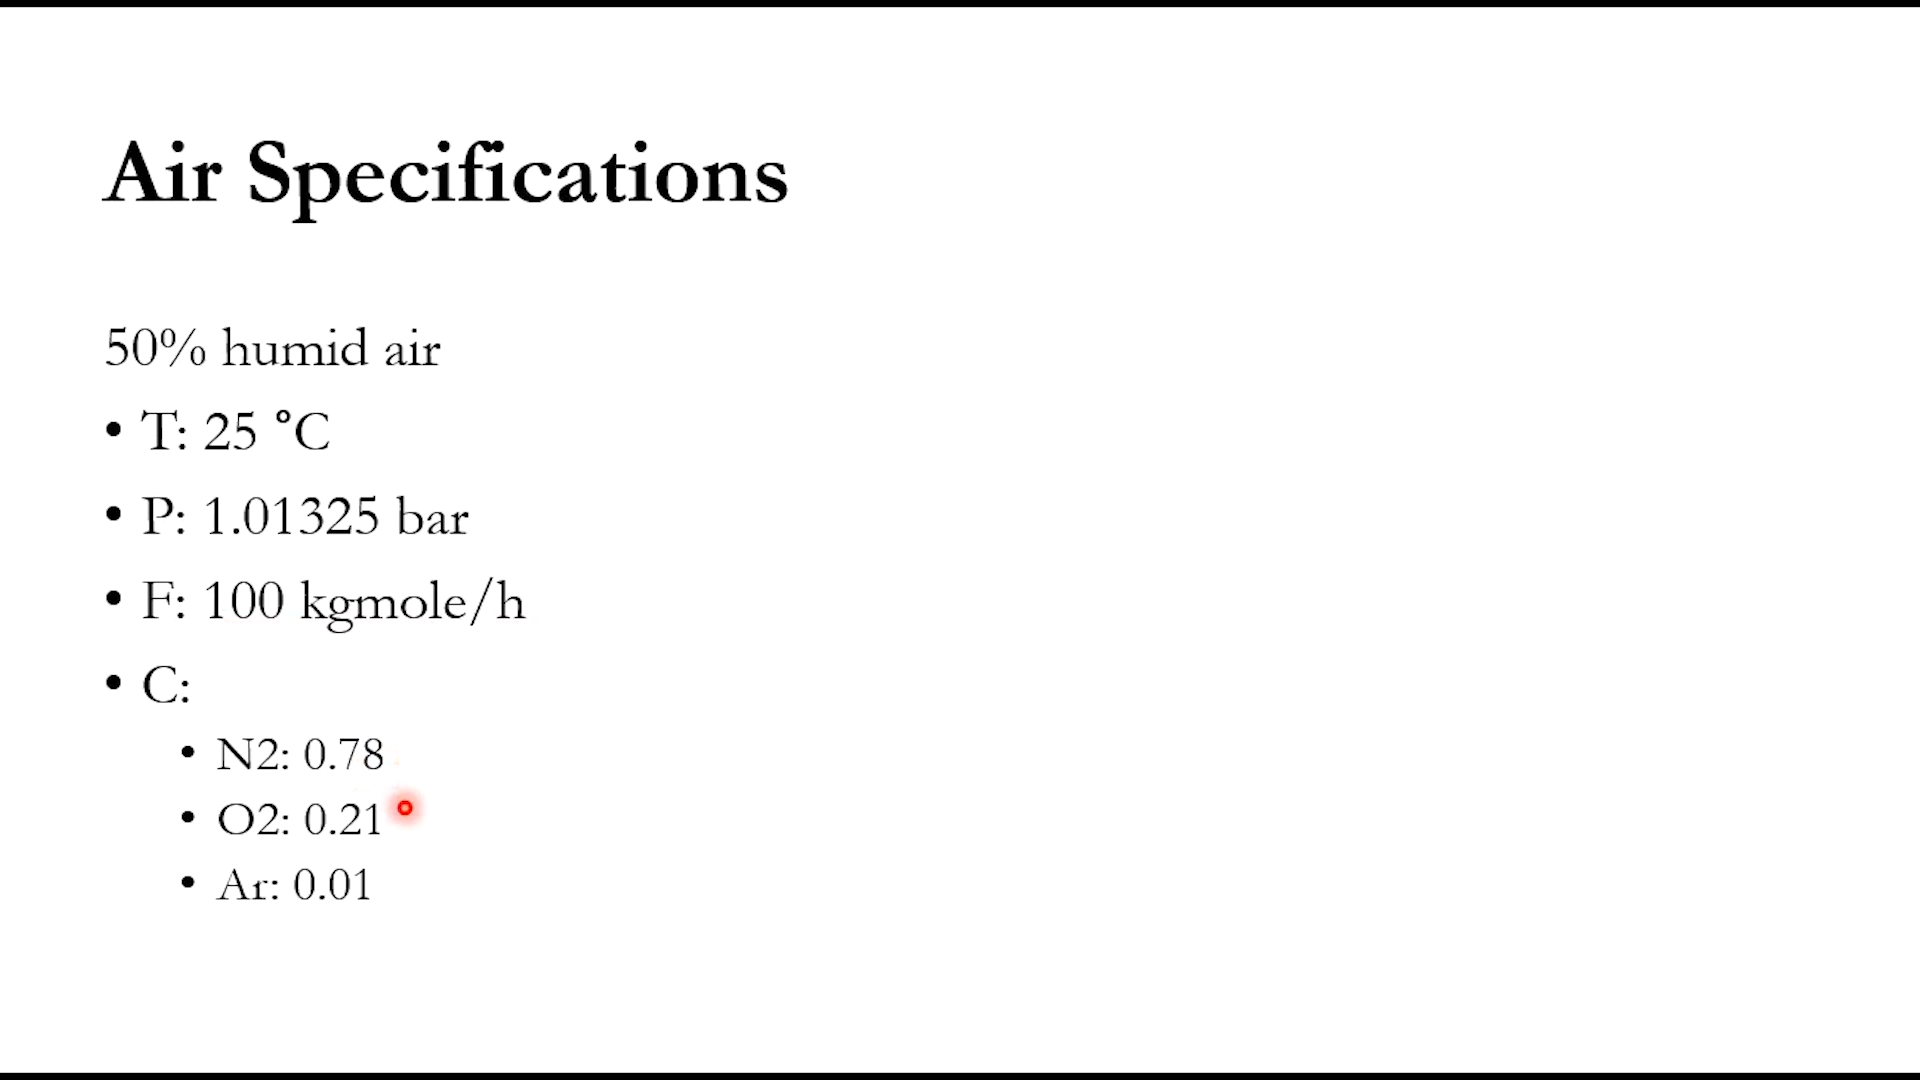 Air Specifications
50% humid air
• T: 25 °C
• P: 1.01325 bar
• F: 100 kgmole/h
• C:
• N2: 0.78
• O2: 0.21
• Ar: 0.01